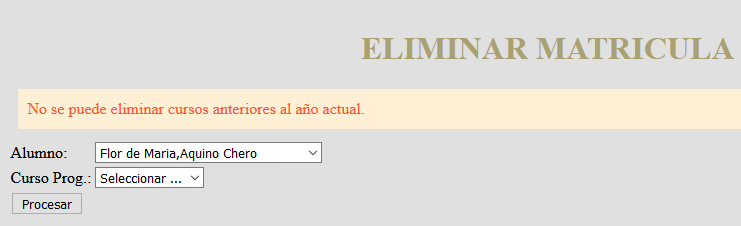 ELIMINAR MATRICULA
No se puede eliminar cursos anteriores al año actual.
Alumno: Flor de Maria,Aquino Chero
Curso Prog.: Seleccionar ...
Procesar